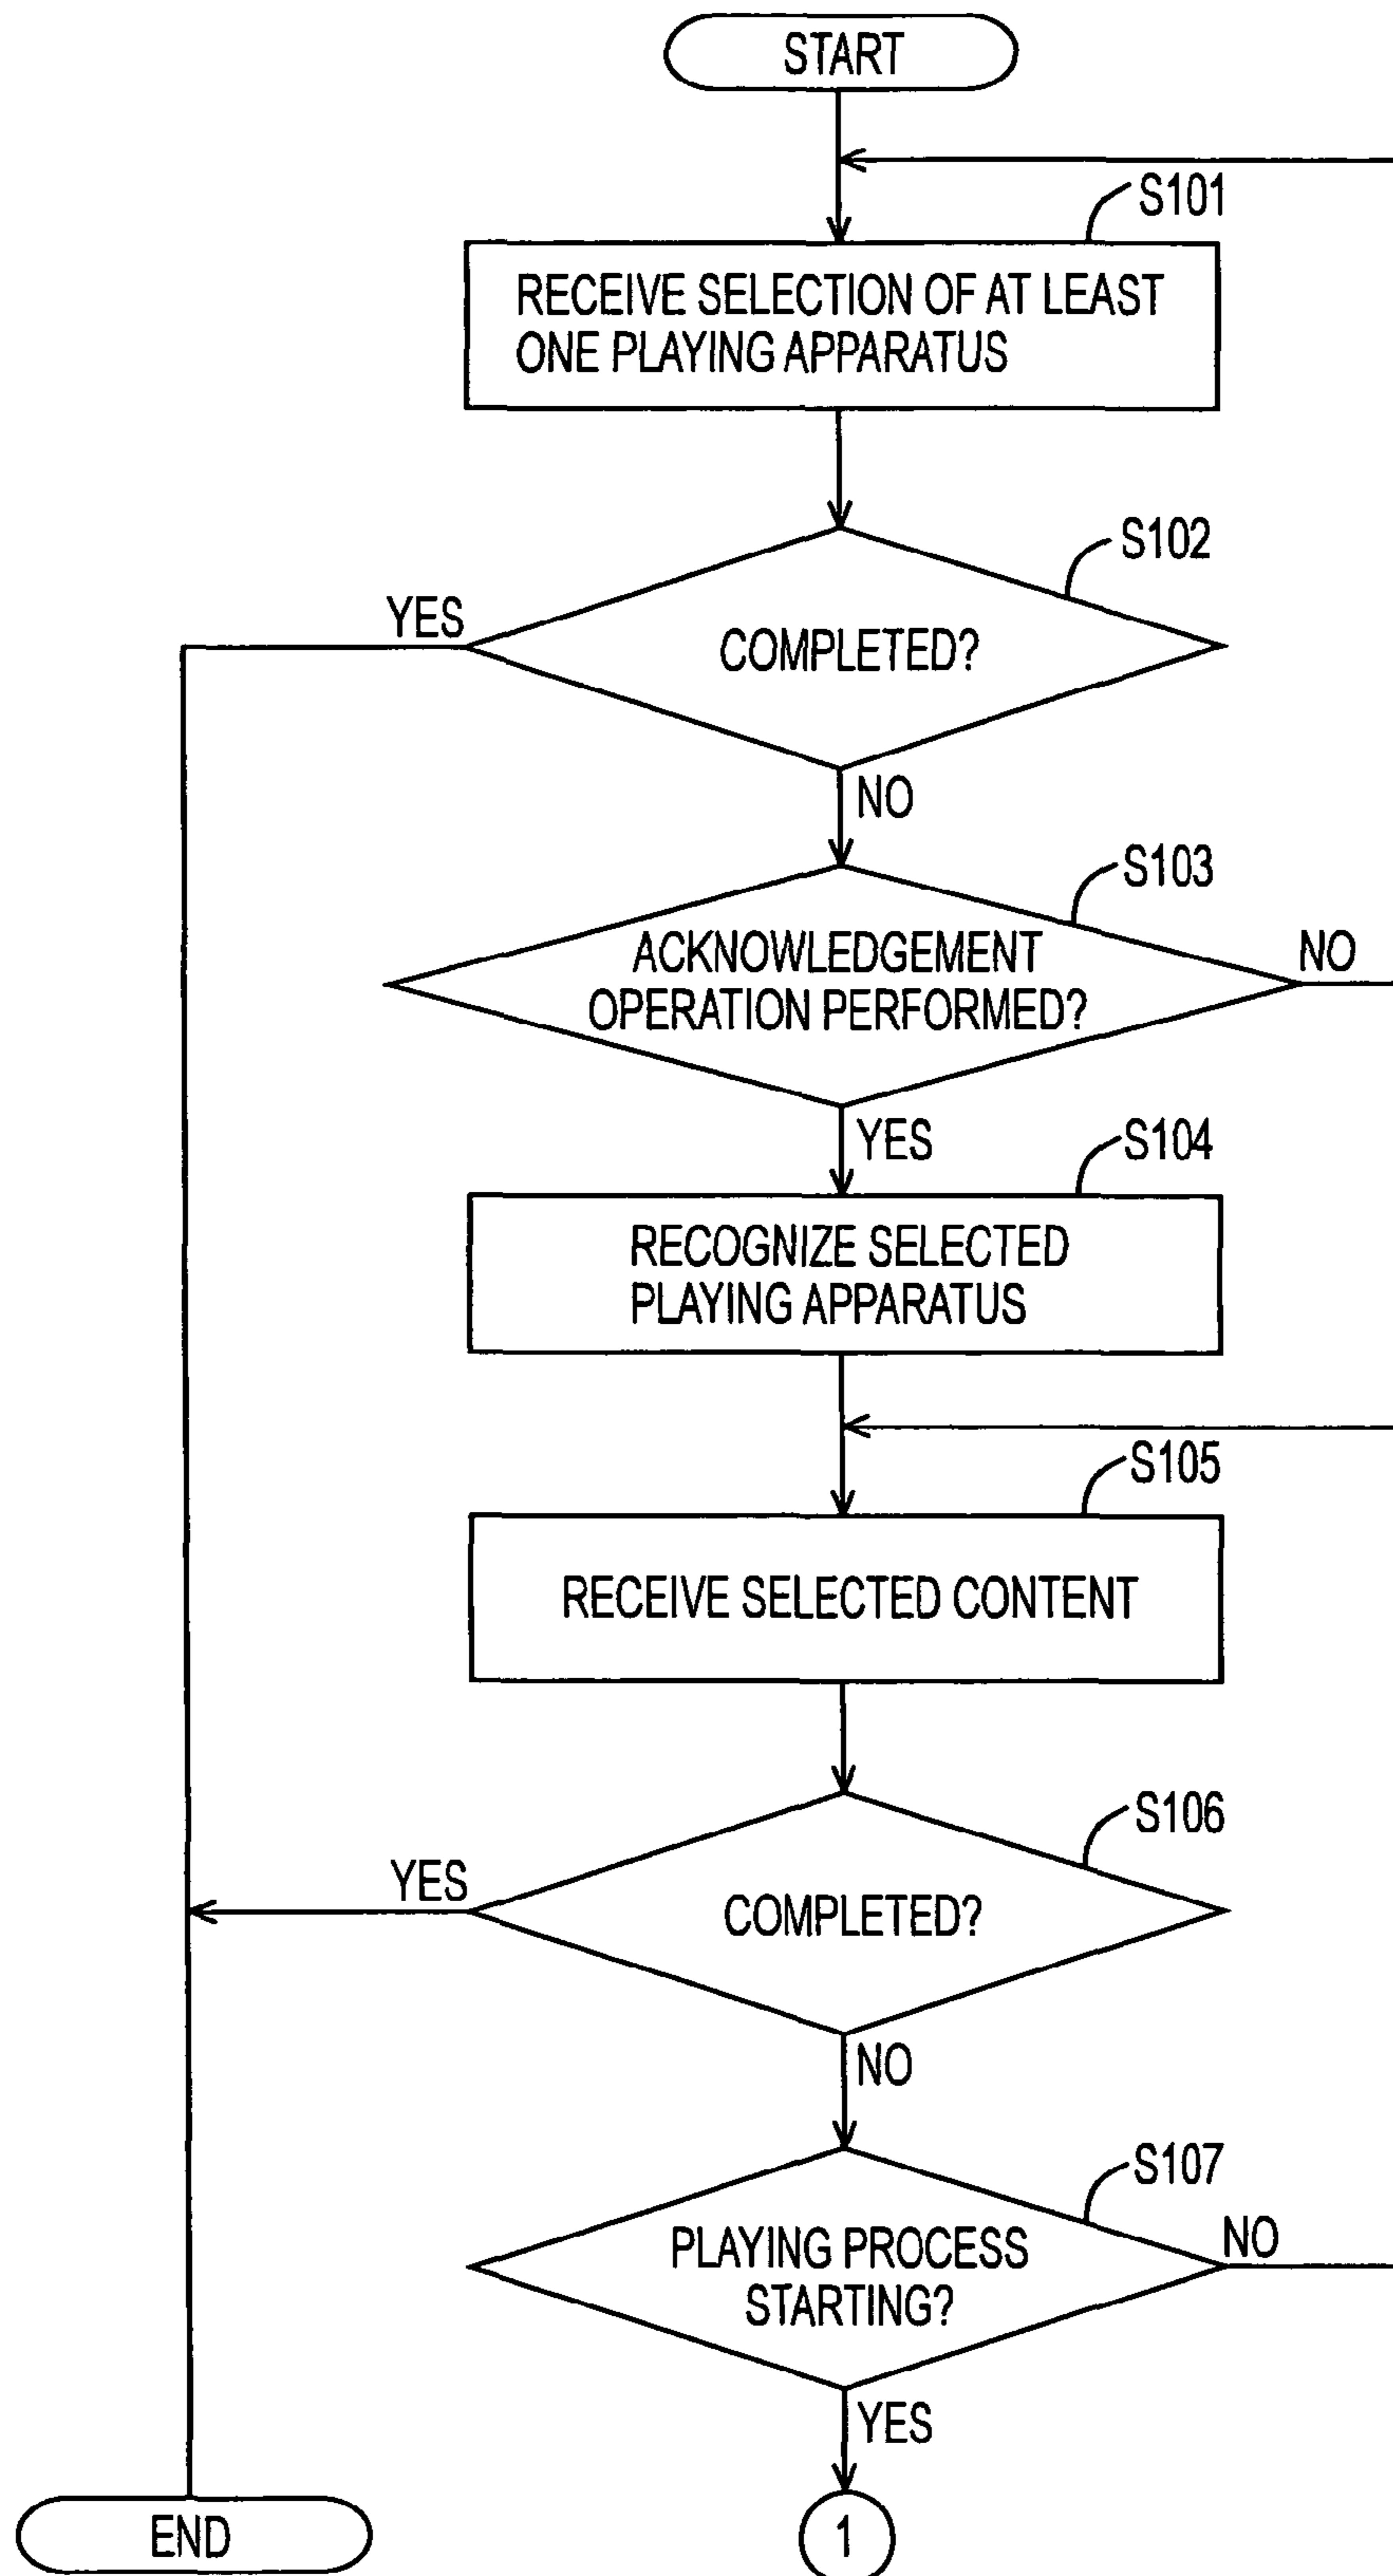 START
S101
RECEIVE SELECTION OF AT LEAST
ONE PLAYING APPARATUS
S102
YES
COMPLETED?
NO
S103
ACKNOWLEDGEMENT
OPERATION PERFORMED?
NO
YES
S104
RECOGNIZE SELECTED
PLAYING APPARATUS
S105
RECEIVE SELECTED CONTENT
S106
YES
COMPLETED?
NO
S107
PLAYING PROCESS
STARTING?
NO
YES
END
1